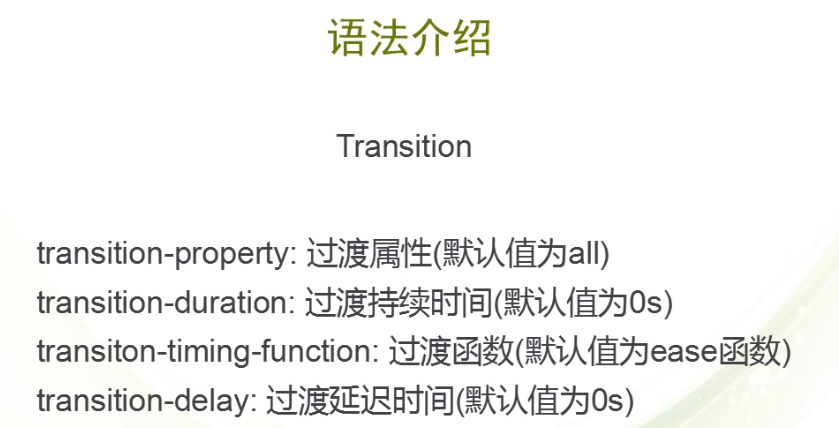 语法介绍
Transition
transition-property: 过渡属性(默认值为all)
transition-duration: 过渡持续时间(默认值为0s)
transiton-timing-function: 过渡函数(默认值为ease函数)
transition-delay: 过渡延迟时间(默认值为0s)